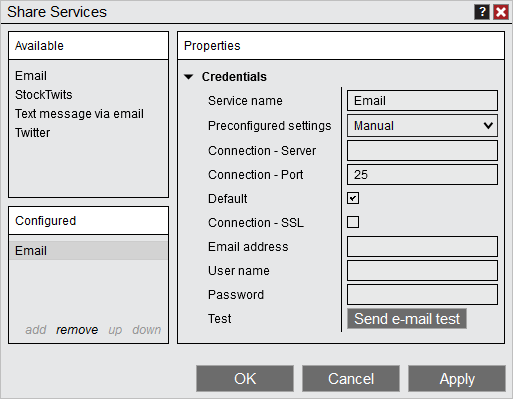 Share Services
?
Available
Email
StockTwits
Text message via email
Twitter
Configured
Email
add remove up down
Properties
Credentials
Service name Email
Preconfigured settings Manual
Connection - Server
Connection - Port 25
Default
Connection - SSL
Email address
User name
Password
Test Send e-mail test
OK Cancel Apply